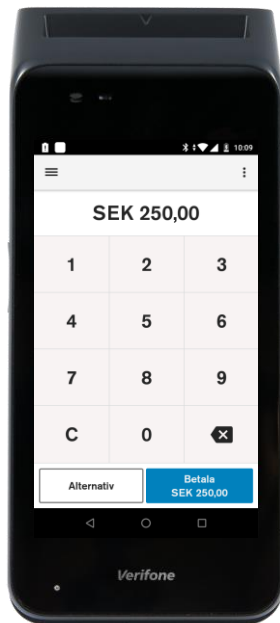 10:09
SEK 250,00
1 2 3
4 5 6
7 8 9
C 0
Alternativ
Betala
SEK 250,00
Verifone